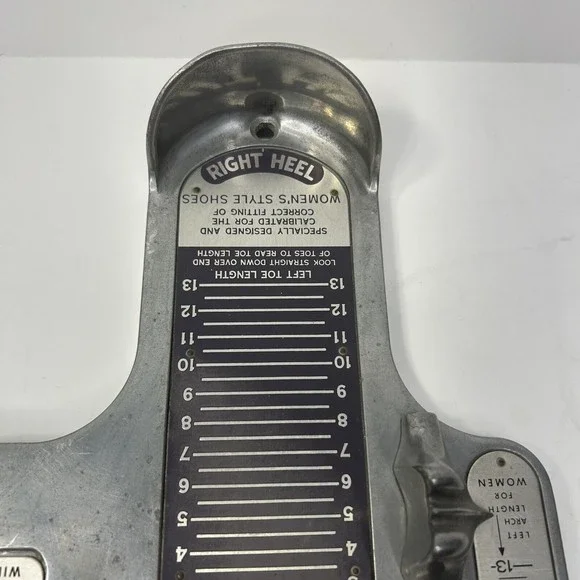 RIGHT HEEL
SPECIALLY DESIGNED AND
CALIBRATED FOR THE
CORRECT FITTING OF
WOMEN'S STYLE SHOES
LOOK STRAIGHT DOWN OVER END
OF TOES TO READ TOE LENGTH
LEFT TOE LENGTH
13 13
12 12
11 11
10 10
9 9
8 8
7 7
6 6
5 5
4 4
LEFT
ARCH
LENGTH
FOR
WOMEN
-13-